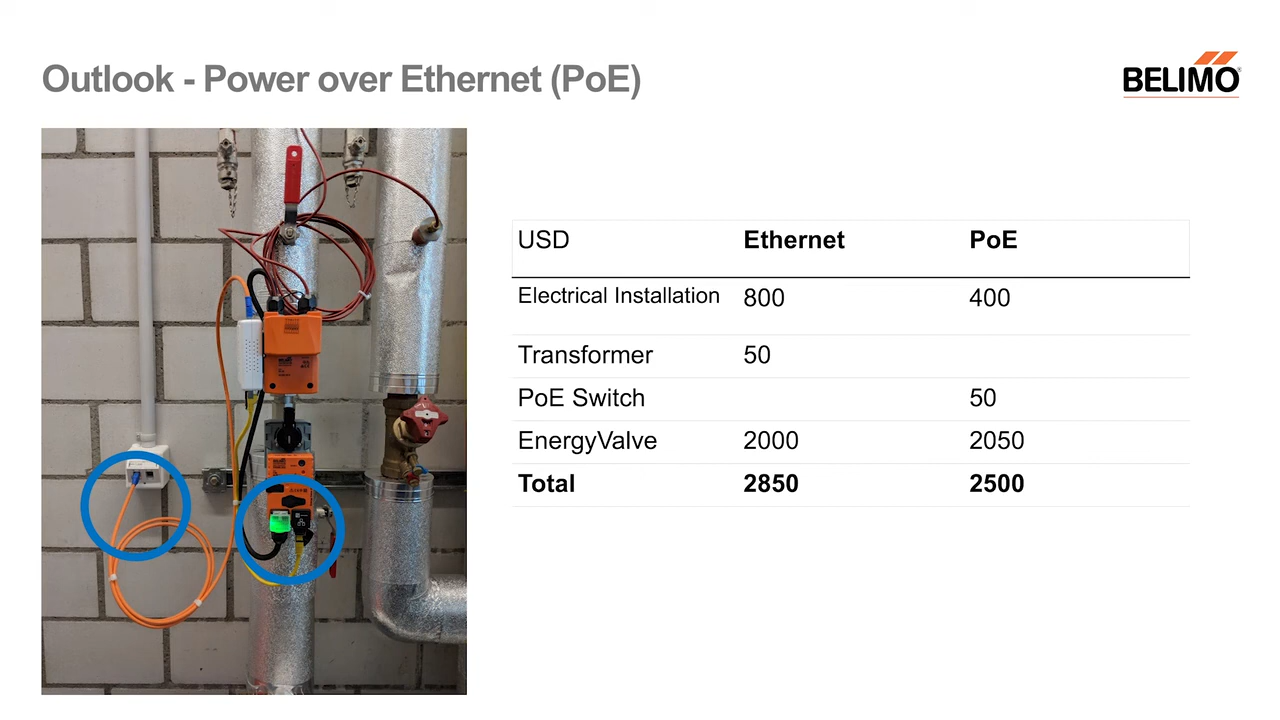 Outlook - Power over Ethernet (PoE)
BELIMO
USD Ethernet PoE
Electrical Installation 800 400
Transformer 50
PoE Switch 50
EnergyValve 2000 2050
Total 2850 2500
BELIMO